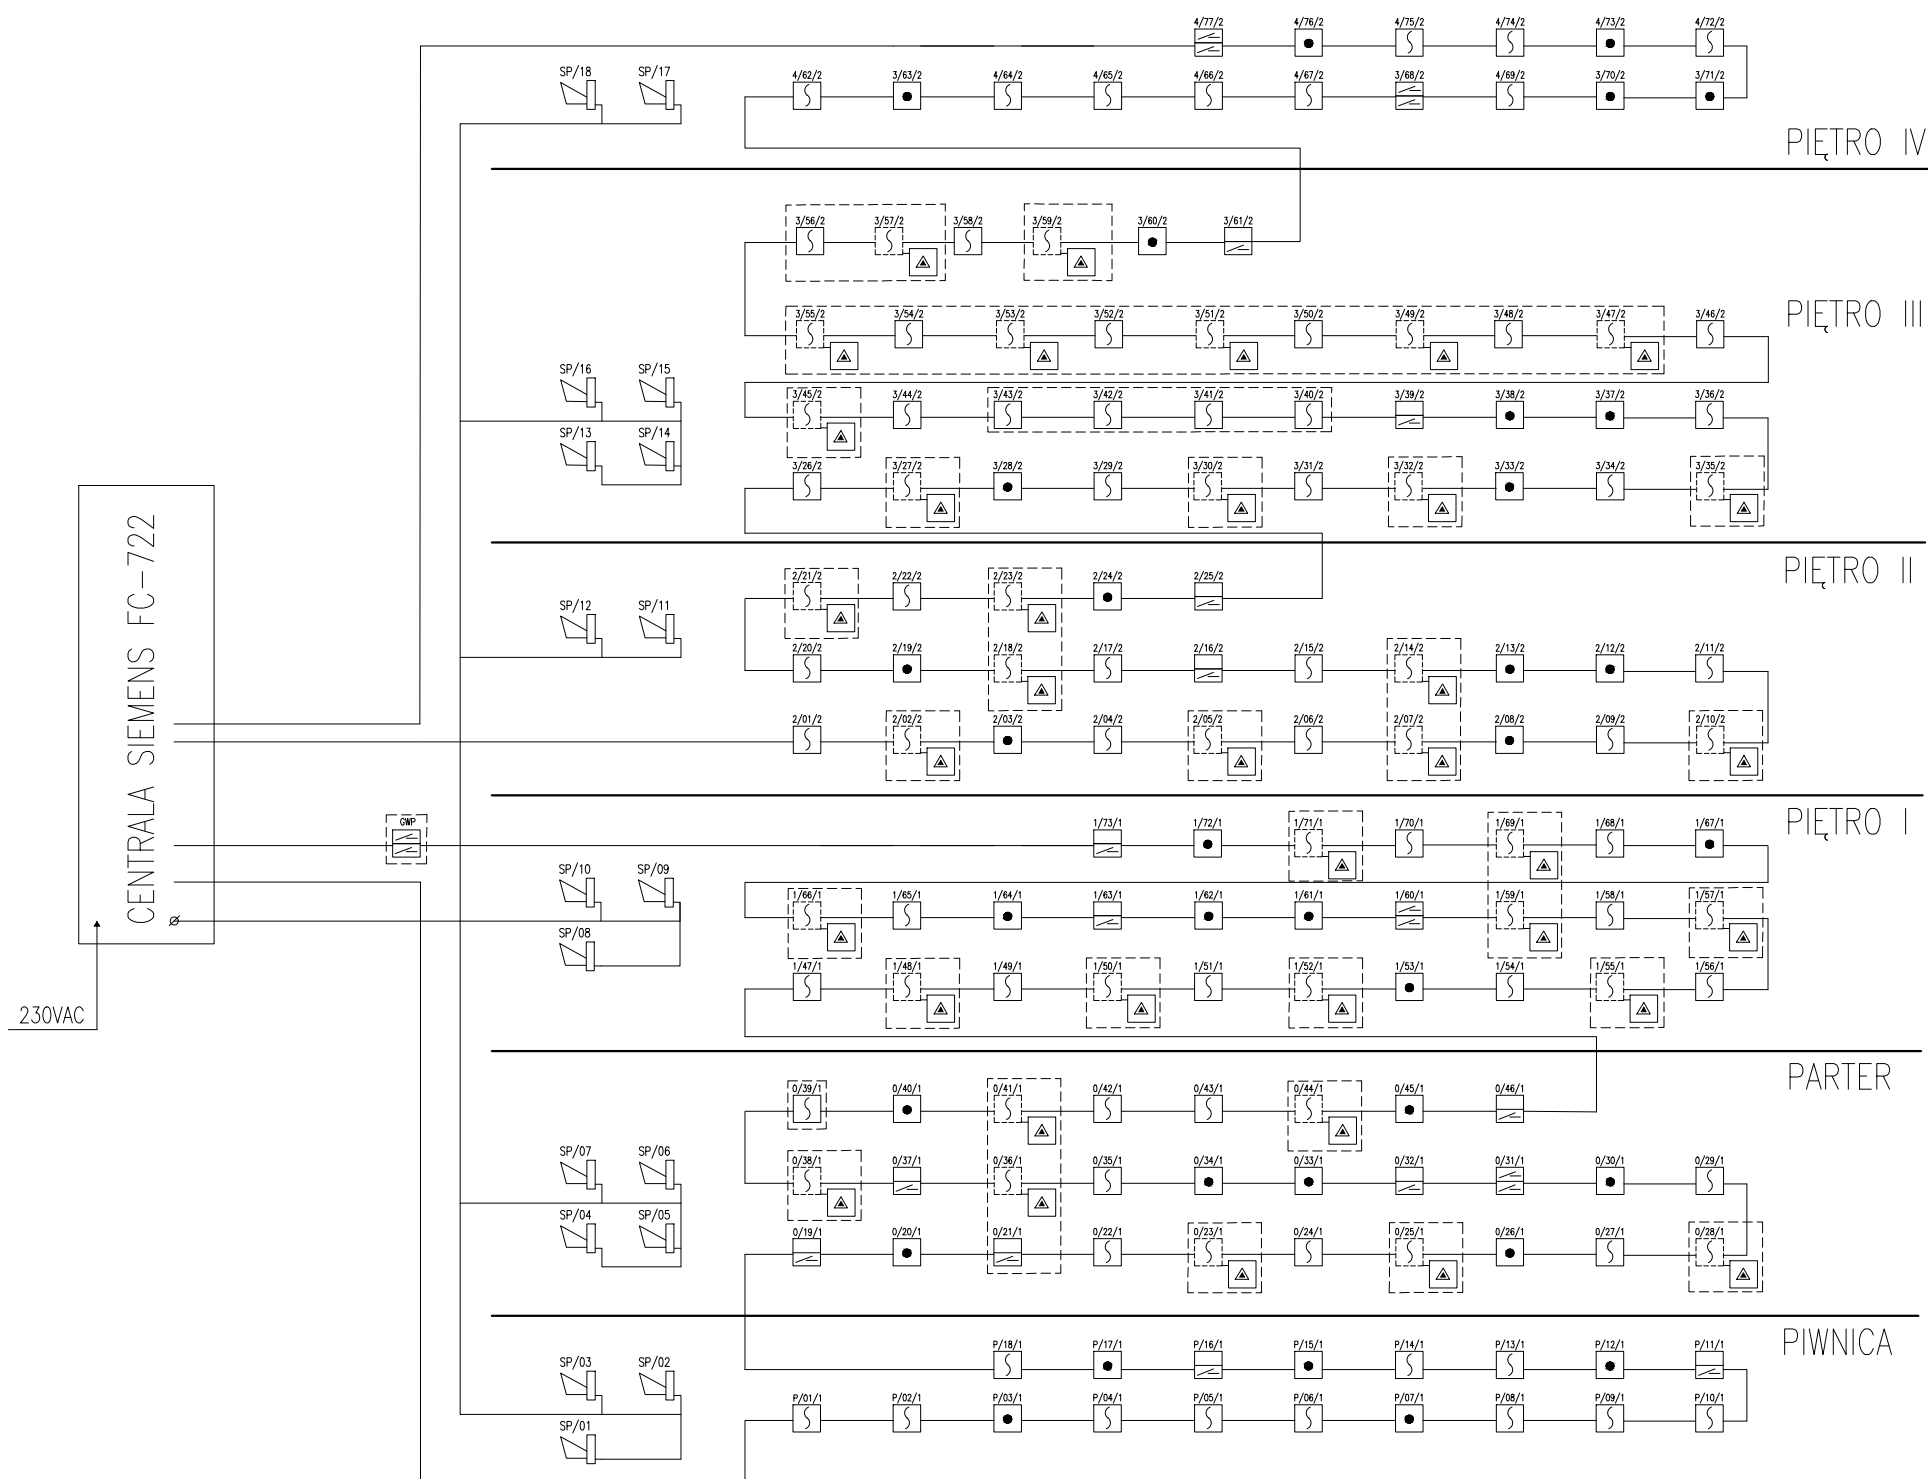 4/77/2 4/76/2 4/75/2 4/74/2 4/73/2 4/72/2
SP/18 SP/17
4/62/2 3/63/2 4/64/2 4/65/2 4/66/2 4/67/2 3/68/2 4/69/2 3/70/2 3/71/2
PIĘTRO IV
3/56/2 3/57/2 3/58/2 3/59/2 3/60/2 3/61/2
PIĘTRO III
3/55/2 3/54/2 3/53/2 3/52/2 3/51/2 3/50/2 3/49/2 3/48/2 3/47/2 3/46/2
SP/16 SP/15
3/45/2 3/44/2 3/43/2 3/42/2 3/41/2 3/40/2 3/39/2 3/38/2 3/37/2 3/36/2
SP/13 SP/14
3/26/2 3/27/2 3/28/2 3/29/2 3/30/2 3/31/2 3/32/2 3/33/2 3/34/2 3/35/2
CENTRALA SIEMENS FC-722
PIĘTRO II
2/21/2 2/22/2 2/23/2 2/24/2 2/25/2
SP/12 SP/11
2/20/2 2/19/2 2/18/2 2/17/2 2/16/2 2/15/2 2/14/2 2/13/2 2/12/2 2/11/2
2/01/2 2/02/2 2/03/2 2/04/2 2/05/2 2/06/2 2/07/2 2/08/2 2/09/2 2/10/2
PIĘTRO I
GWP
1/73/1 1/72/1 1/71/1 1/70/1 1/69/1 1/68/1 1/67/1
SP/10 SP/09
1/66/1 1/65/1 1/64/1 1/63/1 1/62/1 1/61/1 1/60/1 1/59/1 1/58/1 1/57/1
SP/08
1/47/1 1/48/1 1/49/1 1/50/1 1/51/1 1/52/1 1/53/1 1/54/1 1/55/1 1/56/1
230VAC
PARTER
0/39/1 0/40/1 0/41/1 0/42/1 0/43/1 0/44/1 0/45/1 0/46/1
SP/07 SP/06
0/38/1 0/37/1 0/36/1 0/35/1 0/34/1 0/33/1 0/32/1 0/31/1 0/30/1 0/29/1
SP/04 SP/05
0/19/1 0/20/1 0/21/1 0/22/1 0/23/1 0/24/1 0/25/1 0/26/1 0/27/1 0/28/1
PIWNICA
P/18/1 P/17/1 P/16/1 P/15/1 P/14/1 P/13/1 P/12/1 P/11/1
SP/03 SP/02
P/01/1 P/02/1 P/03/1 P/04/1 P/05/1 P/06/1 P/07/1 P/08/1 P/09/1 P/10/1
SP/01